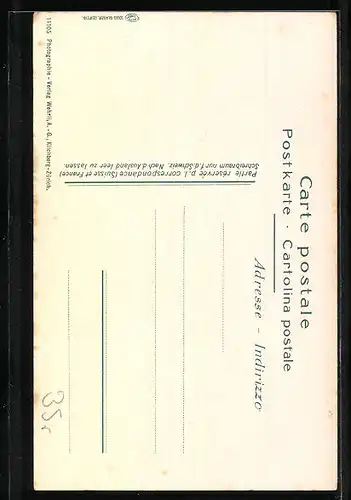 Carte postale
Postkarte · Cartolina postale
Adresse - Indirizzo
Partie réservée p. l. correspondance (Suisse et France)
Schreibraum nur f. d. Schweiz. Nach d. Ausland leer zu lassen.
11905 Photographie-Verlag Wehrli, A.-G., Kilchberg-Zürich.
35.-